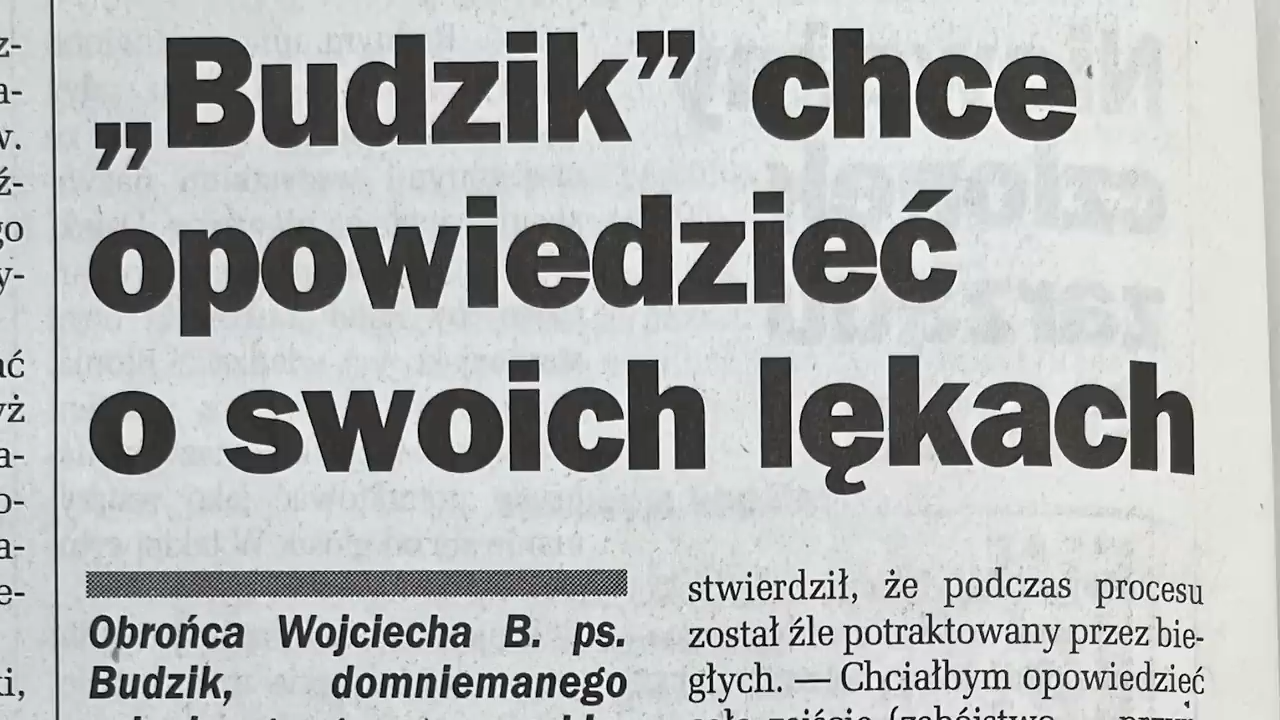 „Budzik” chce
opowiedzieć
o swoich lękach
Obrońca Wojciecha B. ps.
Budzik, domniemanego
stwierdził, że podczas procesu
został źle potraktowany przez bie-
głych. — Chciałbym opowiedzieć